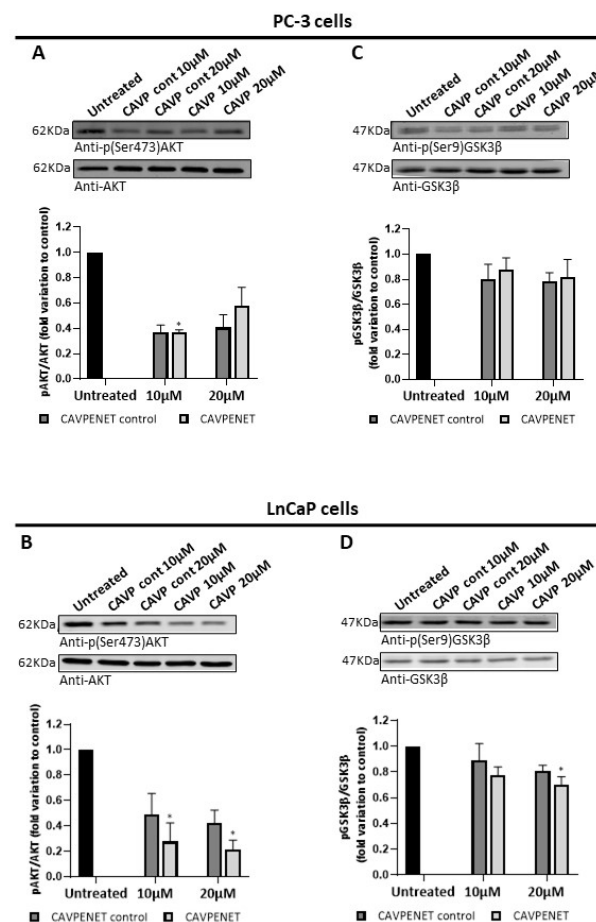 PC-3 cells
A
Untreated
CAVP cont 10µM
CAVP cont 20µM
CAVP 10µM
CAVP 20µM
62KDa
Anti-p(Ser473)AKT
62KDa
Anti-AKT
pAKT/AKT (fold variation to control)
1.2
1.0
0.8
0.6
0.4
0.2
0.0
*
Untreated 10µM 20µM
CAVPENET control CAVPENET
C
Untreated
CAVP cont 10µM
CAVP cont 20µM
CAVP 10µM
CAVP 20µM
47KDa
Anti-p(Ser9)GSK3β
47KDa
Anti-GSK3β
pGSK3β/GSK3β
(fold variation to control)
1.2
1.0
0.8
0.6
0.4
0.2
0.0
Untreated 10µM 20µM
CAVPENET control CAVPENET
LnCaP cells
B
Untreated
CAVP cont 10µM
CAVP cont 20µM
CAVP 10µM
CAVP 20µM
62KDa
Anti-p(Ser473)AKT
62KDa
Anti-AKT
pAKT/AKT (fold variation to control)
1.2
1.0
0.8
0.6
0.4
0.2
0.0
*
*
Untreated 10µM 20µM
CAVPENET control CAVPENET
D
Untreated
CAVP cont 10µM
CAVP cont 20µM
CAVP 10µM
CAVP 20µM
47KDa
Anti-p(Ser9)GSK3β
47KDa
Anti-GSK3β
pGSK3β/GSK3β
(fold variation to control)
1.2
1.0
0.8
0.6
0.4
0.2
0.0
*
Untreated 10µM 20µM
CAVPENET control CAVPENET